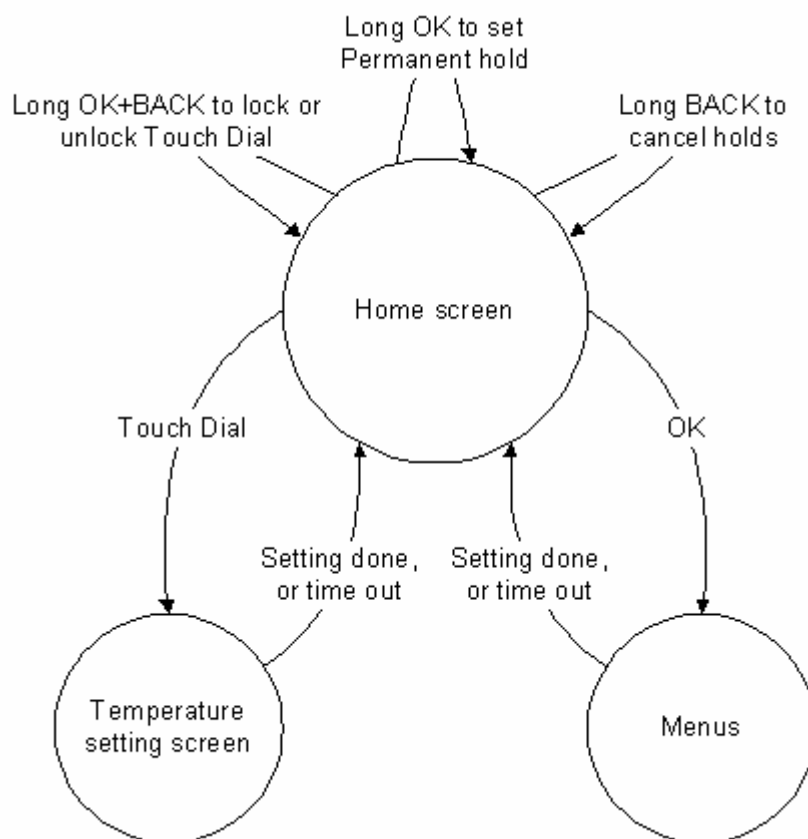 Long OK to set
Permanent hold
Long OK+BACK to lock or
unlock Touch Dial
Long BACK to
cancel holds
Home screen
Touch Dial
OK
Setting done,
or time out
Setting done,
or time out
Temperature
setting screen
Menus